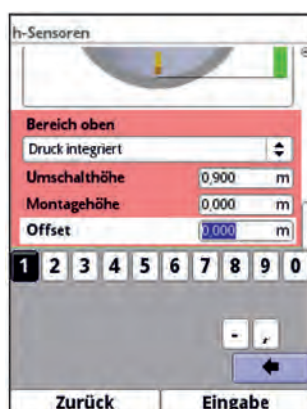 h-Sensoren
Bereich oben
Druck integriert
Umschalthöhe 0,900 m
Montagehöhe 0,000 m
Offset 0,000 m
1 2 3 4 5 6 7 8 9 0
- ,
Zurück Eingabe